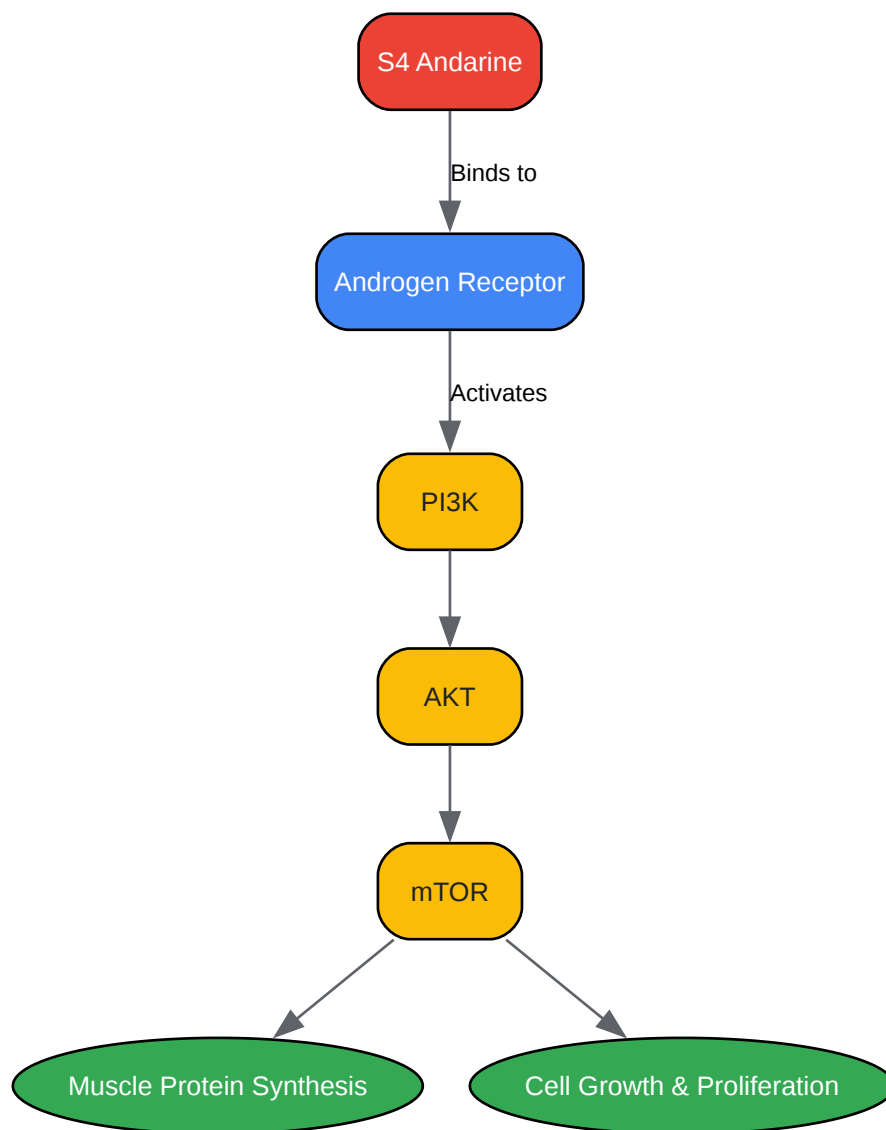 S4 Andarine
Binds to
Androgen Receptor
Activates
PI3K
AKT
mTOR
Muscle Protein Synthesis
Cell Growth & Proliferation